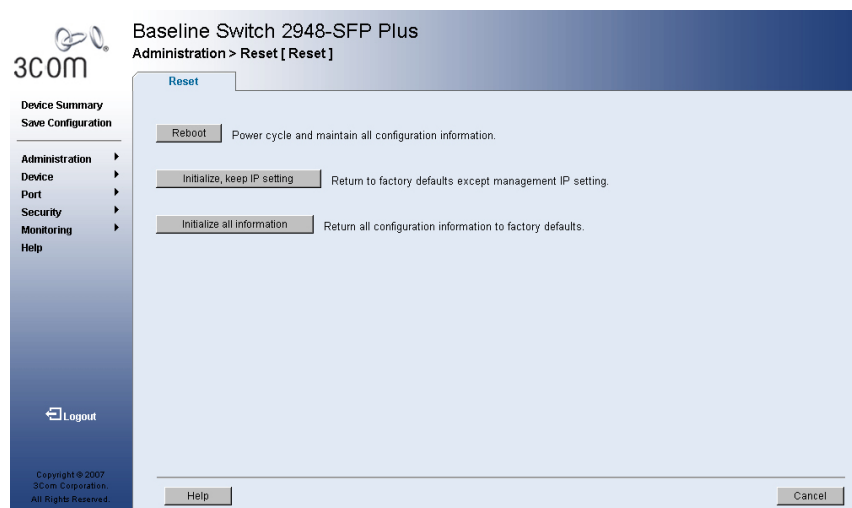 3COM
Baseline Switch 2948-SFP Plus
Administration > Reset [ Reset ]
Reset
Device Summary
Save Configuration
Administration
Device
Port
Security
Monitoring
Help
Reboot Power cycle and maintain all configuration information.
Initialize, keep IP setting Return to factory defaults except management IP setting.
Initialize all information Return all configuration information to factory defaults.
Logout
Copyright © 2007
3Com Corporation.
All Rights Reserved.
Help
Cancel